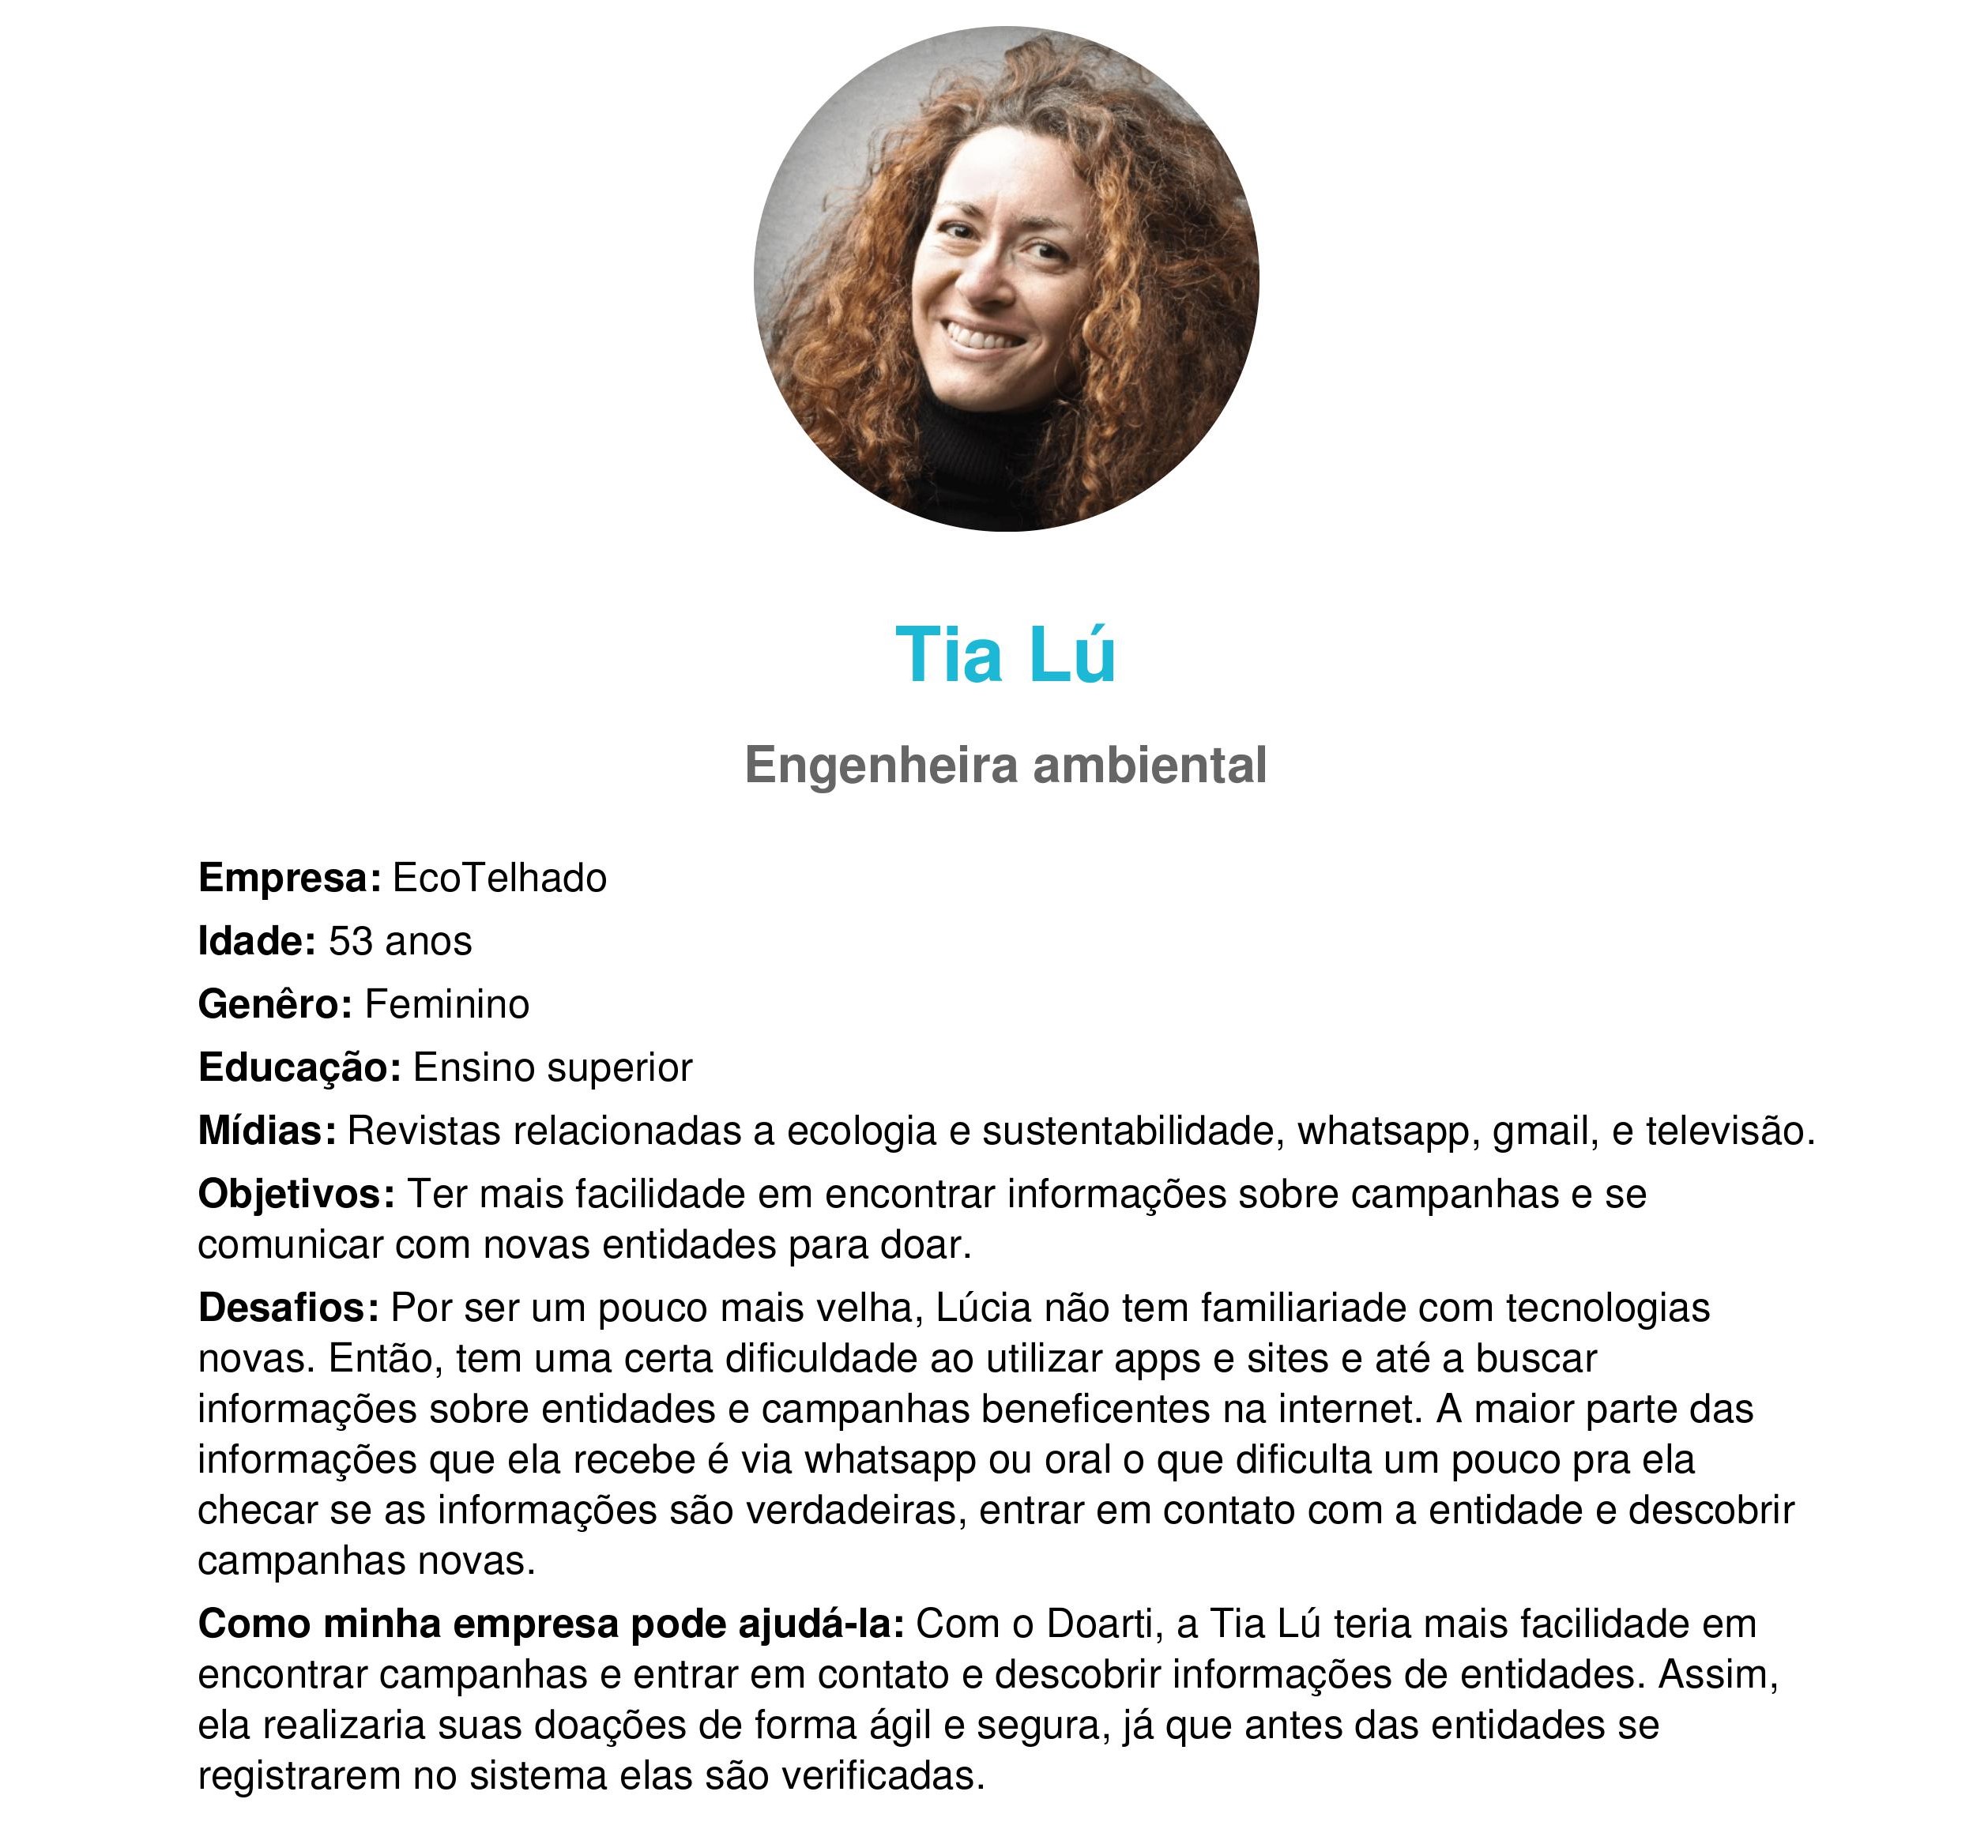 Tia Lú
Engenheira ambiental
Empresa: EcoTelhado
Idade: 53 anos
Genêro: Feminino
Educação: Ensino superior
Mídias: Revistas relacionadas a ecologia e sustentabilidade, whatsapp, gmail, e televisão.
Objetivos: Ter mais facilidade em encontrar informações sobre campanhas e se
comunicar com novas entidades para doar.
Desafios: Por ser um pouco mais velha, Lúcia não tem familiariade com tecnologias
novas. Então, tem uma certa dificuldade ao utilizar apps e sites e até a buscar
informações sobre entidades e campanhas beneficentes na internet. A maior parte das
informações que ela recebe é via whatsapp ou oral o que dificulta um pouco pra ela
checar se as informações são verdadeiras, entrar em contato com a entidade e descobrir
campanhas novas.
Como minha empresa pode ajudá-la: Com o Doarti, a Tia Lú teria mais facilidade em
encontrar campanhas e entrar em contato e descobrir informações de entidades. Assim,
ela realizaria suas doações de forma ágil e segura, já que antes das entidades se
registrarem no sistema elas são verificadas.